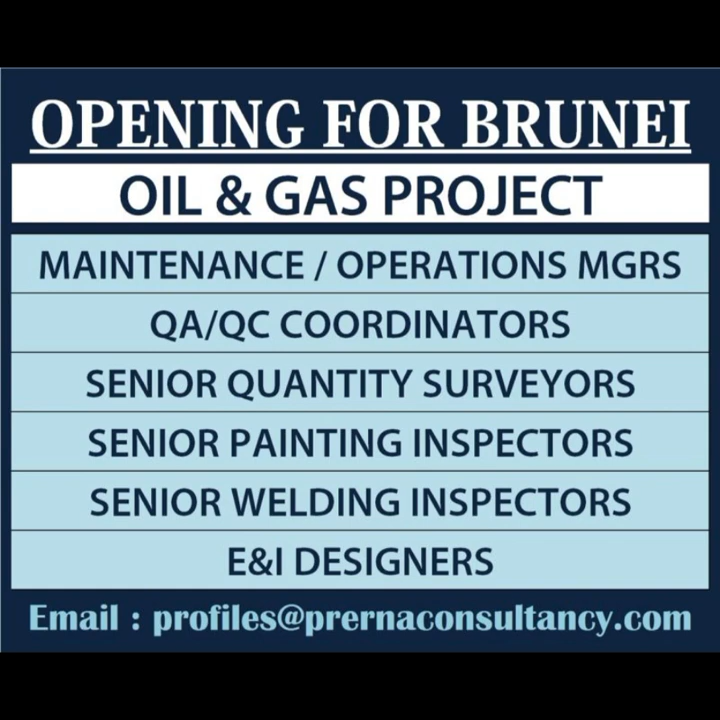 OPENING FOR BRUNEI
OIL & GAS PROJECT
MAINTENANCE / OPERATIONS MGRS
QA/QC COORDINATORS
SENIOR QUANTITY SURVEYORS
SENIOR PAINTING INSPECTORS
SENIOR WELDING INSPECTORS
E&I DESIGNERS
Email : profiles@prernaconsultancy.com